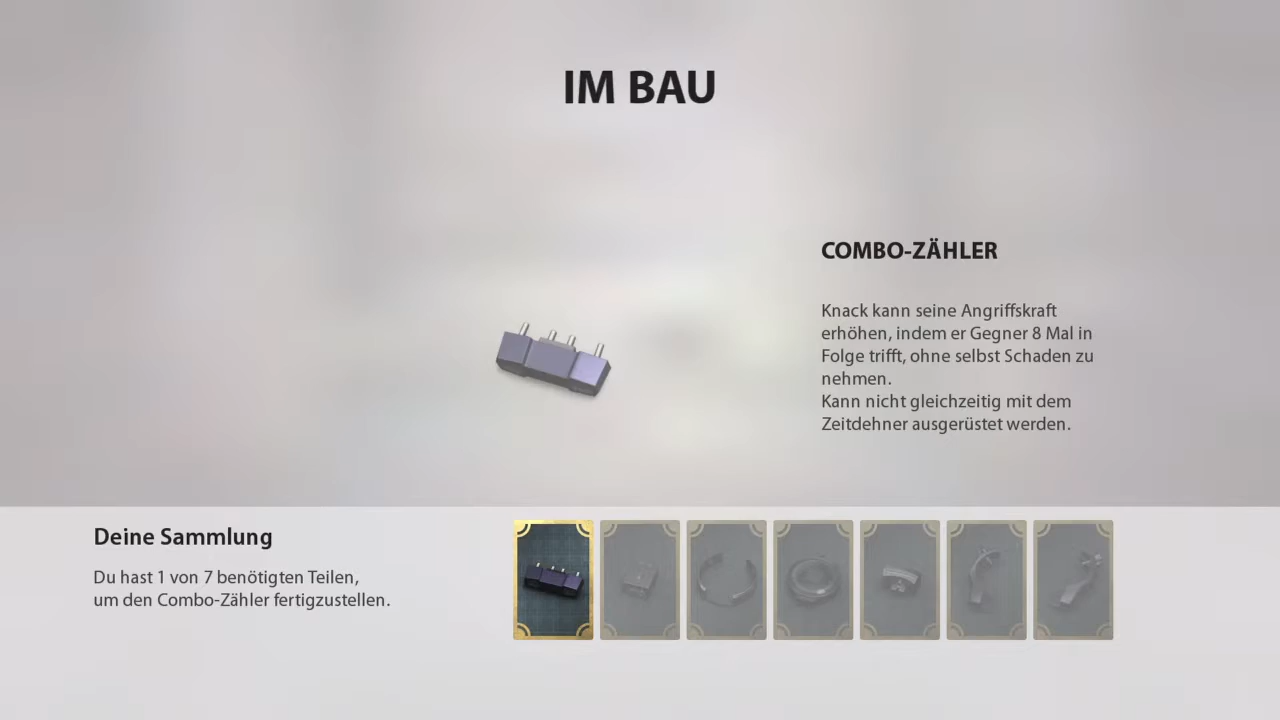 IM BAU
COMBO-ZÄHLER
Knack kann seine Angriffskraft
erhöhen, indem er Gegner 8 Mal in
Folge trifft, ohne selbst Schaden zu
nehmen.
Kann nicht gleichzeitig mit dem
Zeitdehner ausgerüstet werden.
Deine Sammlung
Du hast 1 von 7 benötigten Teilen,
um den Combo-Zähler fertigzustellen.